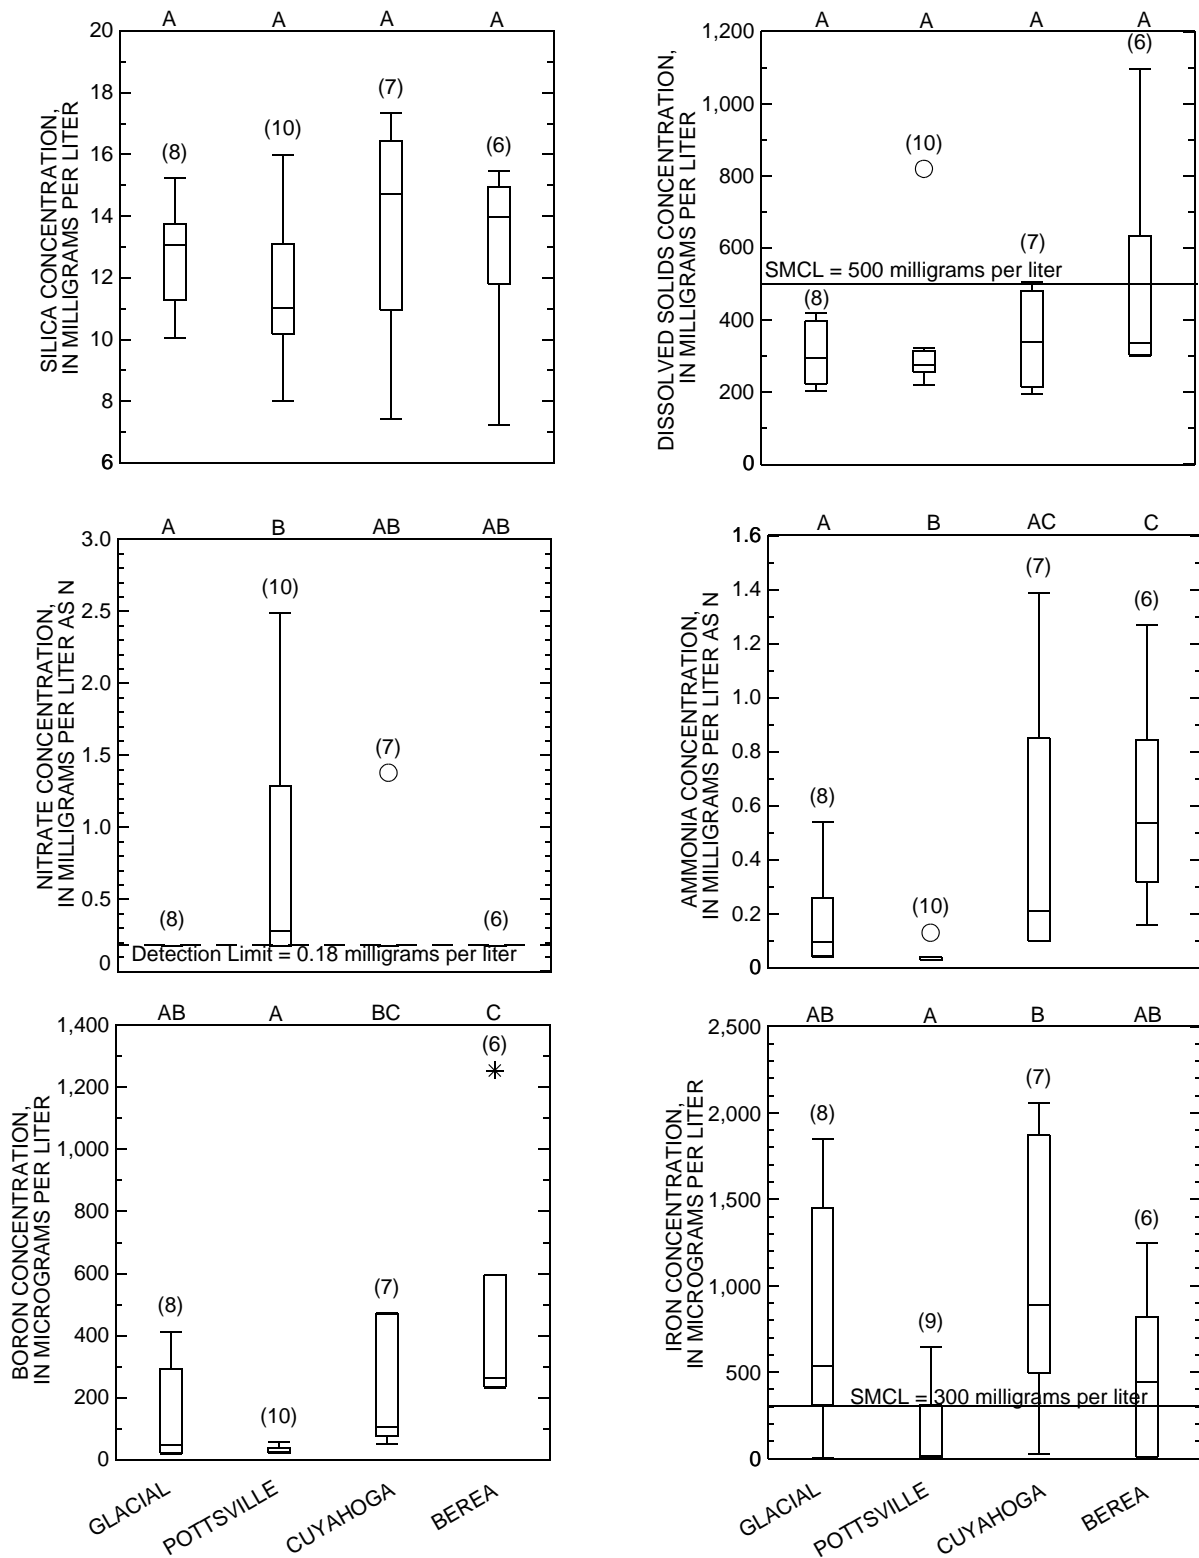 A A A A
SILICA CONCENTRATION,
IN MILLIGRAMS PER LITER
20
18
16
14
12
10
8
6
(8)
(10)
(7)
(6)
A A A A
DISSOLVED SOLIDS CONCENTRATION,
IN MILLIGRAMS PER LITER
1,200
1,000
800
600
400
200
0
(8)
(10)
(7)
(6)
SMCL = 500 milligrams per liter
A B AB AB
NITRATE CONCENTRATION,
IN MILLIGRAMS PER LITER AS N
3.0
2.5
2.0
1.5
1.0
0.5
0
(8)
(10)
(7)
(6)
Detection Limit = 0.18 milligrams per liter
A B AC C
AMMONIA CONCENTRATION,
IN MILLIGRAMS PER LITER AS N
1.6
1.4
1.2
1.0
0.8
0.6
0.4
0.2
0
(8)
(10)
(7)
(6)
AB A BC C
BORON CONCENTRATION,
IN MICROGRAMS PER LITER
1,400
1,200
1,000
800
600
400
200
0
(8)
(10)
(7)
(6)
GLACIAL
POTTSVILLE
CUYAHOGA
BEREA
AB A B AB
IRON CONCENTRATION,
IN MICROGRAMS PER LITER
2,500
2,000
1,500
1,000
500
0
(8)
(9)
(7)
(6)
SMCL = 300 milligrams per liter
GLACIAL
POTTSVILLE
CUYAHOGA
BEREA